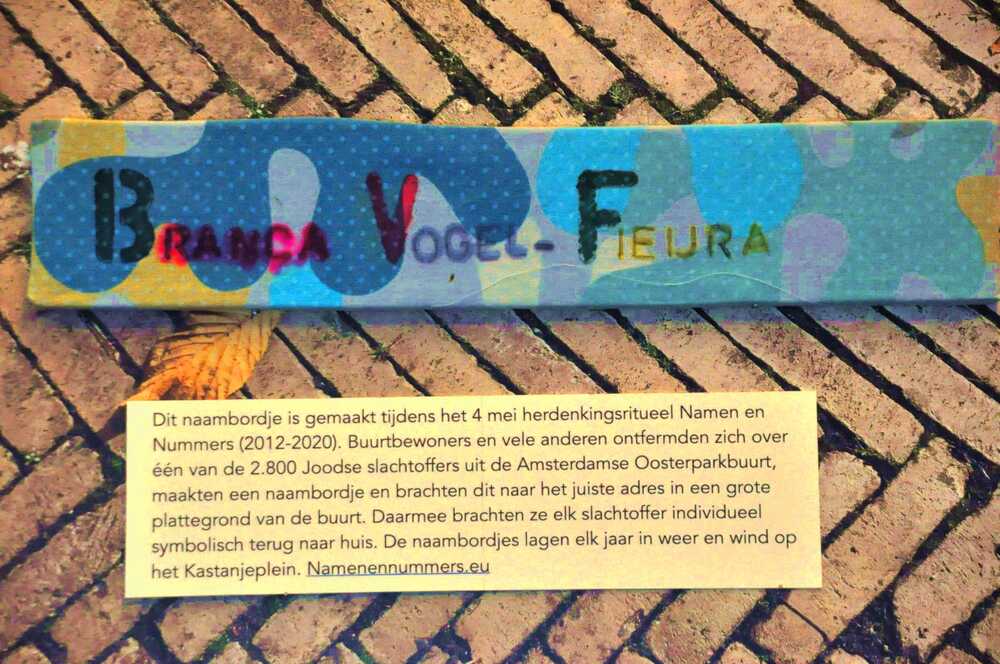 BRANCA VOGEL- FIEIJRA
Dit naambordje is gemaakt tijdens het 4 mei herdenkingsritueel Namen en
Nummers (2012-2020). Buurtbewoners en vele anderen ontfermden zich over
één van de 2.800 Joodse slachtoffers uit de Amsterdamse Oosterparkbuurt,
maakten een naambordje en brachten dit naar het juiste adres in een grote
plattegrond van de buurt. Daarmee brachten ze elk slachtoffer individueel
symbolisch terug naar huis. De naambordjes lagen elk jaar in weer en wind op
het Kastanjeplein. Namenennummers.eu